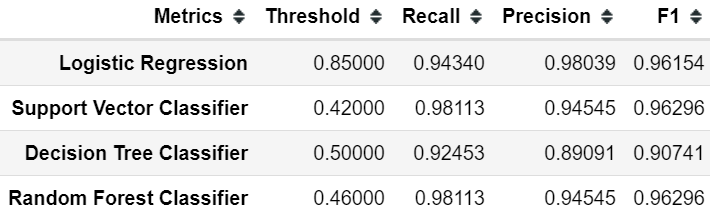 Metrics Threshold Recall Precision F1
Logistic Regression 0.85000 0.94340 0.98039 0.96154
Support Vector Classifier 0.42000 0.98113 0.94545 0.96296
Decision Tree Classifier 0.50000 0.92453 0.89091 0.90741
Random Forest Classifier 0.46000 0.98113 0.94545 0.96296